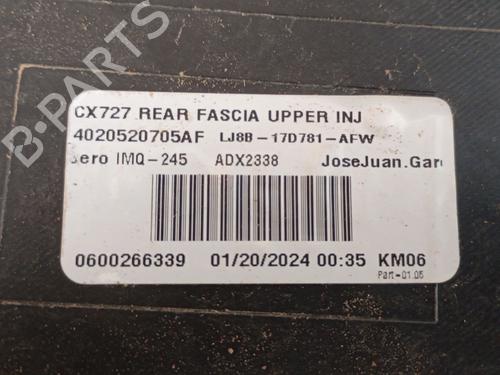 B-PARTS
CX727 REAR FASCIA UPPER INJ
4020520705AF LJ8B-17D781-AFW
sero IMQ-245 ADX2338 JoseJuan.Gar
0600266339 01/20/2024 00:35 KM06
Part-01.05